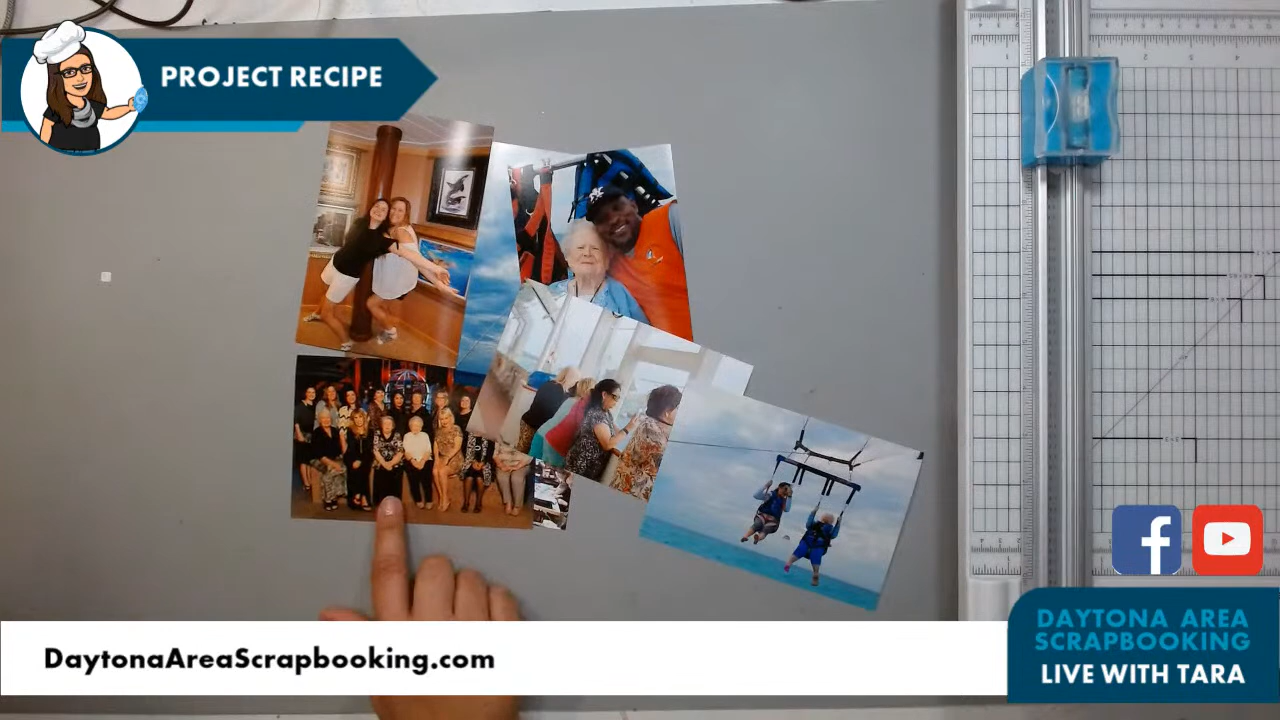 PROJECT RECIPE
DaytonaAreaScrapbooking.com
DAYTONA AREA
SCRAPBOOKING
LIVE WITH TARA